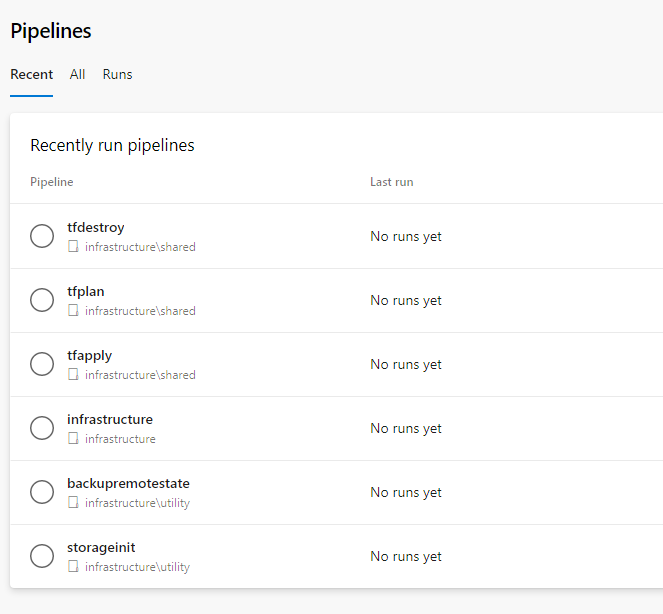 Pipelines
Recent All Runs
Recently run pipelines
Pipeline Last run
tfdestroy
infrastructure\shared
No runs yet
tfplan
infrastructure\shared
No runs yet
tfapply
infrastructure\shared
No runs yet
infrastructure
infrastructure
No runs yet
backupremotestate
infrastructure\utility
No runs yet
storageinit
infrastructure\utility
No runs yet